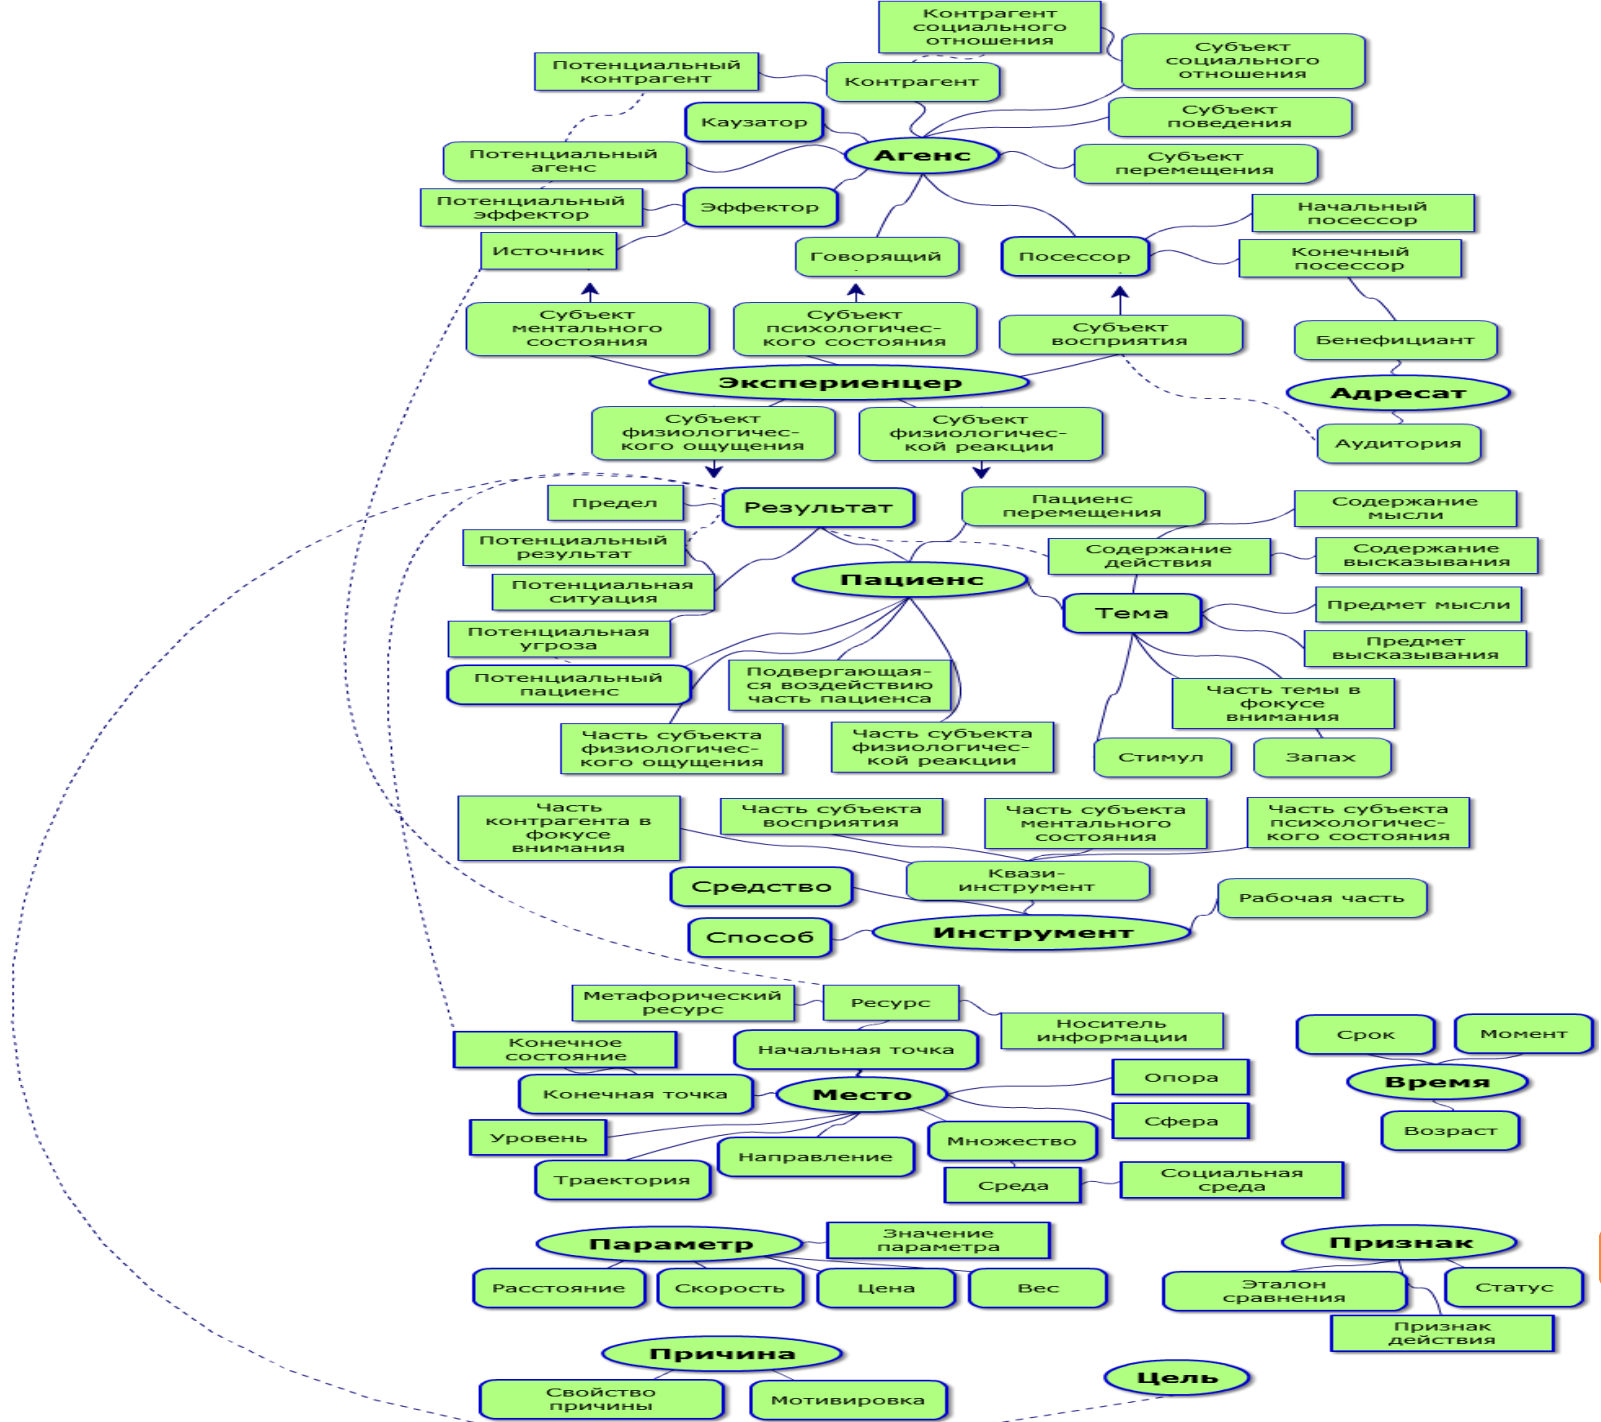 Контрагент
социального
отношения
Субъект
социального
отношения
Потенциальный
контрагент
Контрагент
Каузатор
Субъект
поведения
Агенс
Потенциальный
агенс
Субъект
перемещения
Потенциальный
эффектор
Эффектор
Начальный
посессор
Источник
Говорящий
Посессор
Конечный
посессор
Субъект
ментального
состояния
Субъект
психологичес-
кого состояния
Субъект
восприятия
Бенефициант
Экспериенцер
Адресат
Субъект
физиологичес-
кого ощущения
Субъект
физиологичес-
кой реакции
Аудитория
Предел
Результат
Пациенс
перемещения
Содержание
мысли
Потенциальный
результат
Содержание
действия
Содержание
высказывания
Потенциальная
ситуация
Пациенс
Тема
Предмет мысли
Потенциальная
угроза
Предмет
высказывания
Потенциальный
пациенс
Подвергающая-
ся воздействию
часть пациенса
Часть темы в
фокусе
внимания
Часть субъекта
физиологичес-
кого ощущения
Часть субъекта
физиологичес-
кой реакции
Стимул
Запах
Часть
контрагента в
фокусе
внимания
Часть субъекта
восприятия
Часть субъекта
ментального
состояния
Часть субъекта
психологичес-
кого состояния
Средство
Квази-
инструмент
Рабочая часть
Способ
Инструмент
Метафорический
ресурс
Ресурс
Носитель
информации
Срок
Момент
Конечное
состояние
Начальная точка
Опора
Время
Конечная точка
Место
Сфера
Возраст
Уровень
Множество
Направление
Траектория
Среда
Социальная
среда
Параметр
Значение
параметра
Признак
Расстояние
Скорость
Цена
Вес
Эталон
сравнения
Статус
Признак
действия
Причина
Цель
Свойство
причины
Мотивировка